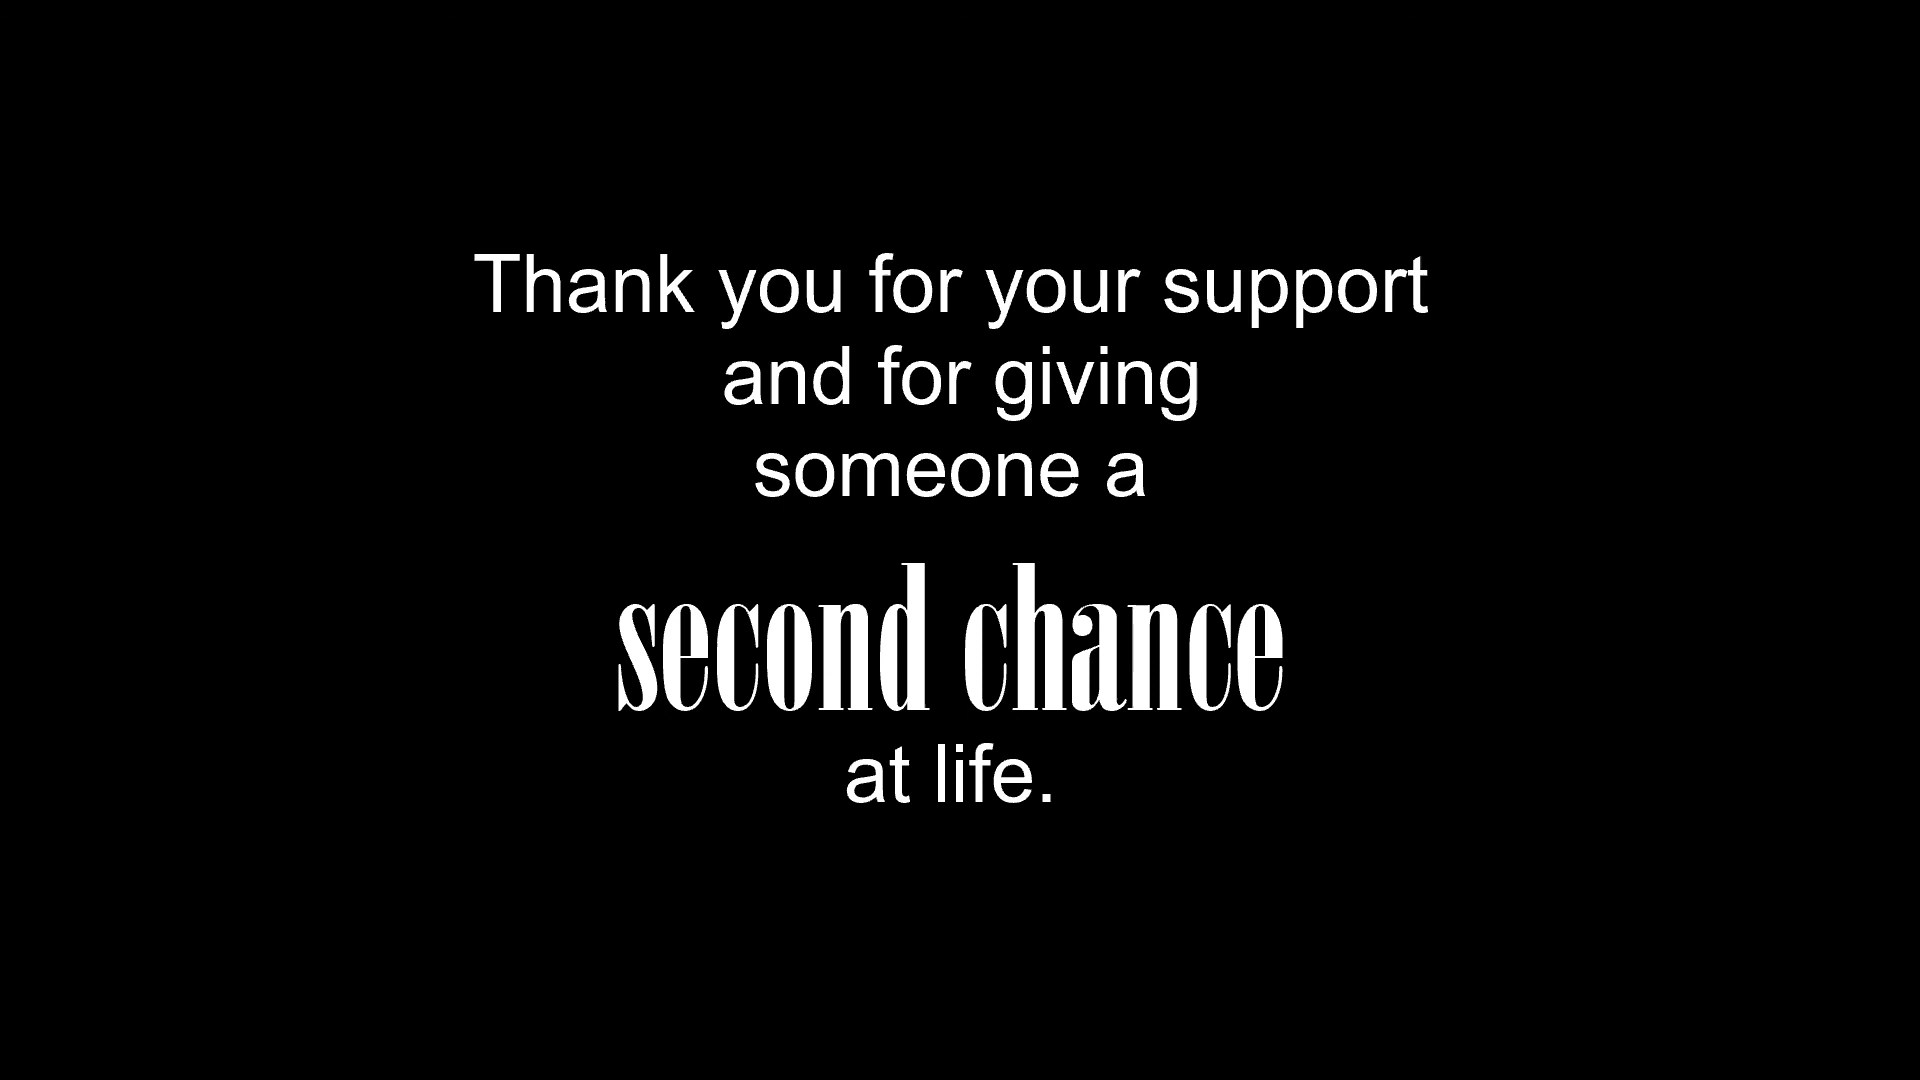 Thank you for your support
and for giving
someone a
second chance
at life.